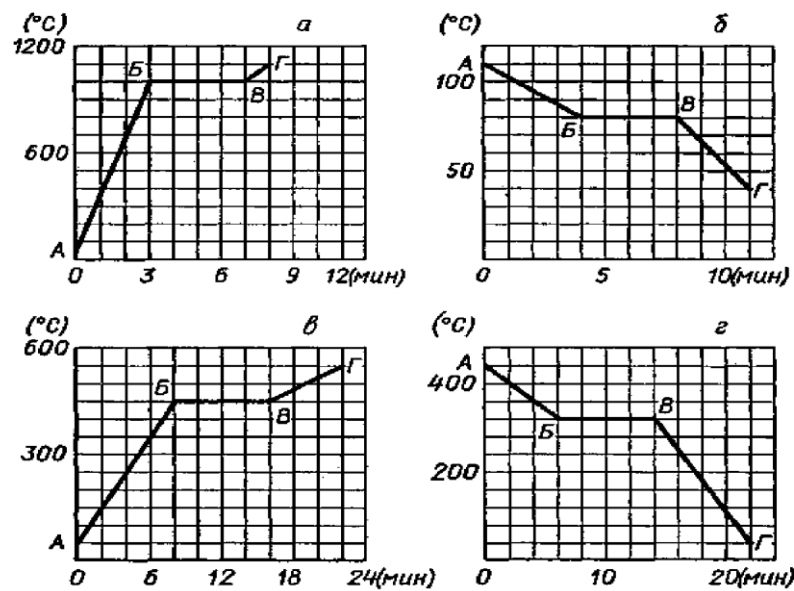 (°C) а
1200
600
А Б В Г
0 3 6 9 12(мин)
(°C) б
100
50
А Б В Г
0 5 10(мин)
(°C) в
600
300
А Б В Г
0 6 12 18 24(мин)
(°C) г
400
200
А Б В Г
0 10 20(мин)